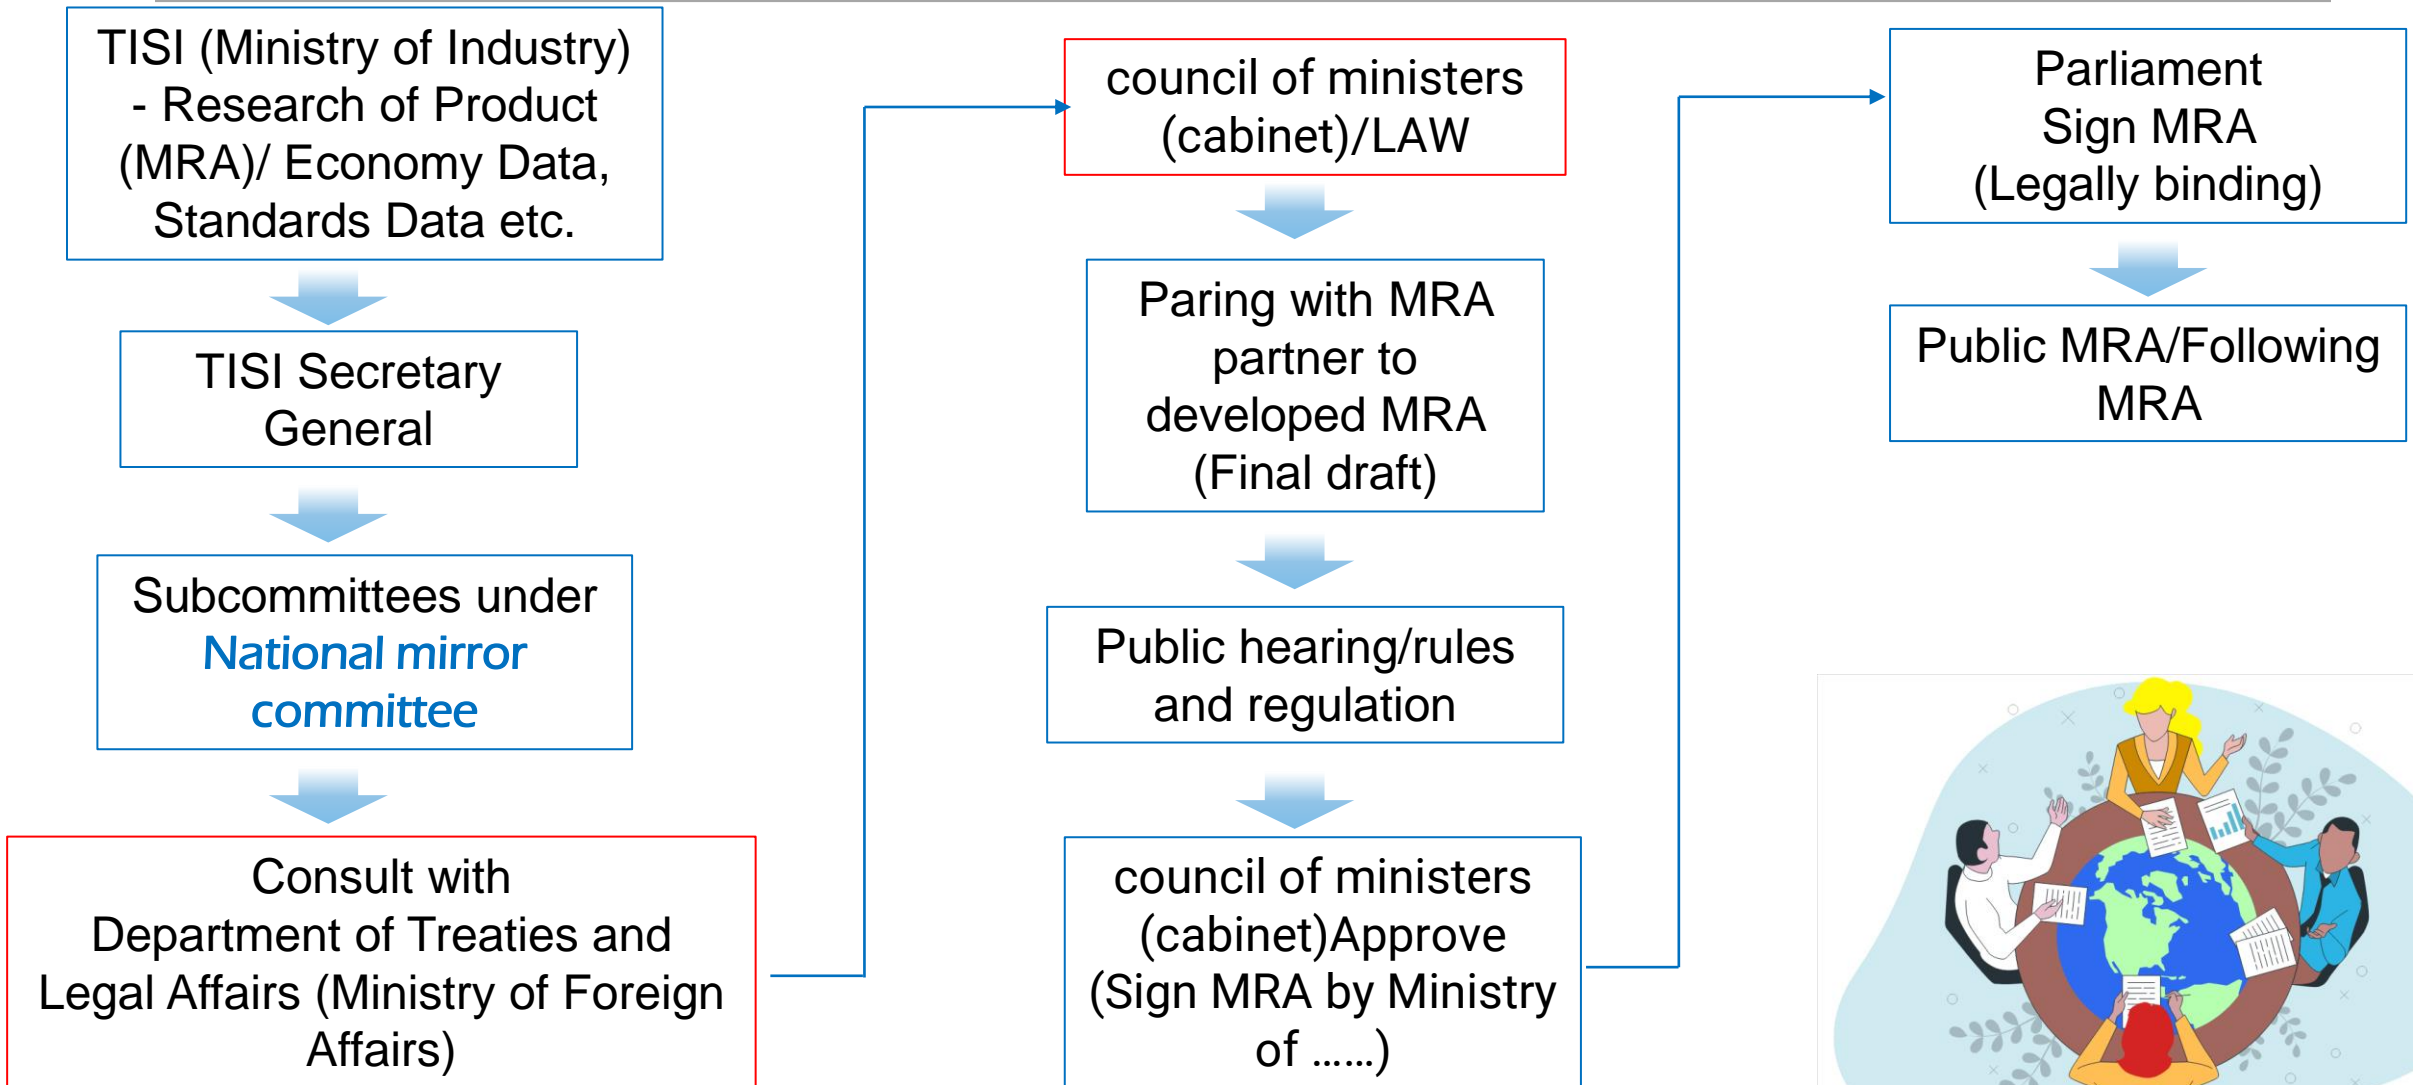 TISI (Ministry of Industry)
- Research of Product
(MRA)/ Economy Data,
Standards Data etc.
TISI Secretary
General
Subcommittees under
National mirror
committee
Consult with
Department of Treaties and
Legal Affairs (Ministry of Foreign
Affairs)
council of ministers
(cabinet)/LAW
Paring with MRA
partner to
developed MRA
(Final draft)
Public hearing/rules
and regulation
council of ministers
(cabinet)Approve
(Sign MRA by Ministry
of ......)
Parliament
Sign MRA
(Legally binding)
Public MRA/Following
MRA